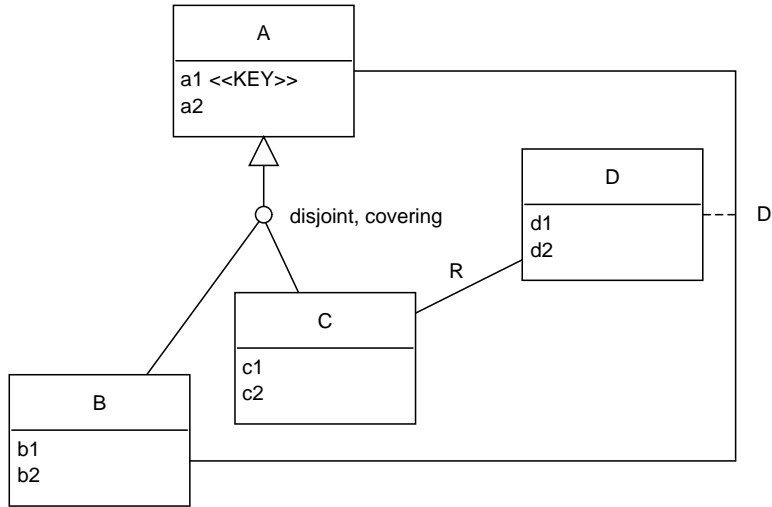 A
a1 <<KEY>>
a2
D
d1
d2
D
disjoint, covering
R
C
c1
c2
B
b1
b2